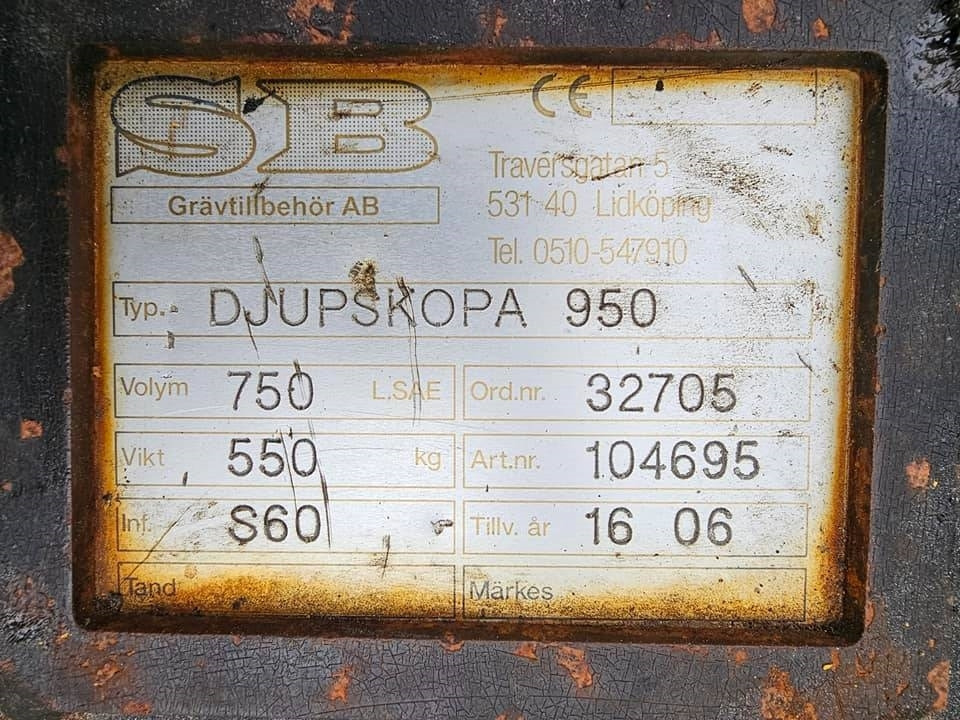 SB
CE
Grävtillbehör AB
Traversgatan 5
531 40 Lidköping
Tel. 0510-547910
Typ. DJUPSKOPA 950
Volym 750 L.SAE
Ord.nr. 32705
Vikt 550 kg
Art.nr. 104695
Inf. S60
Tillv. år 16 06
Tand
Märkes